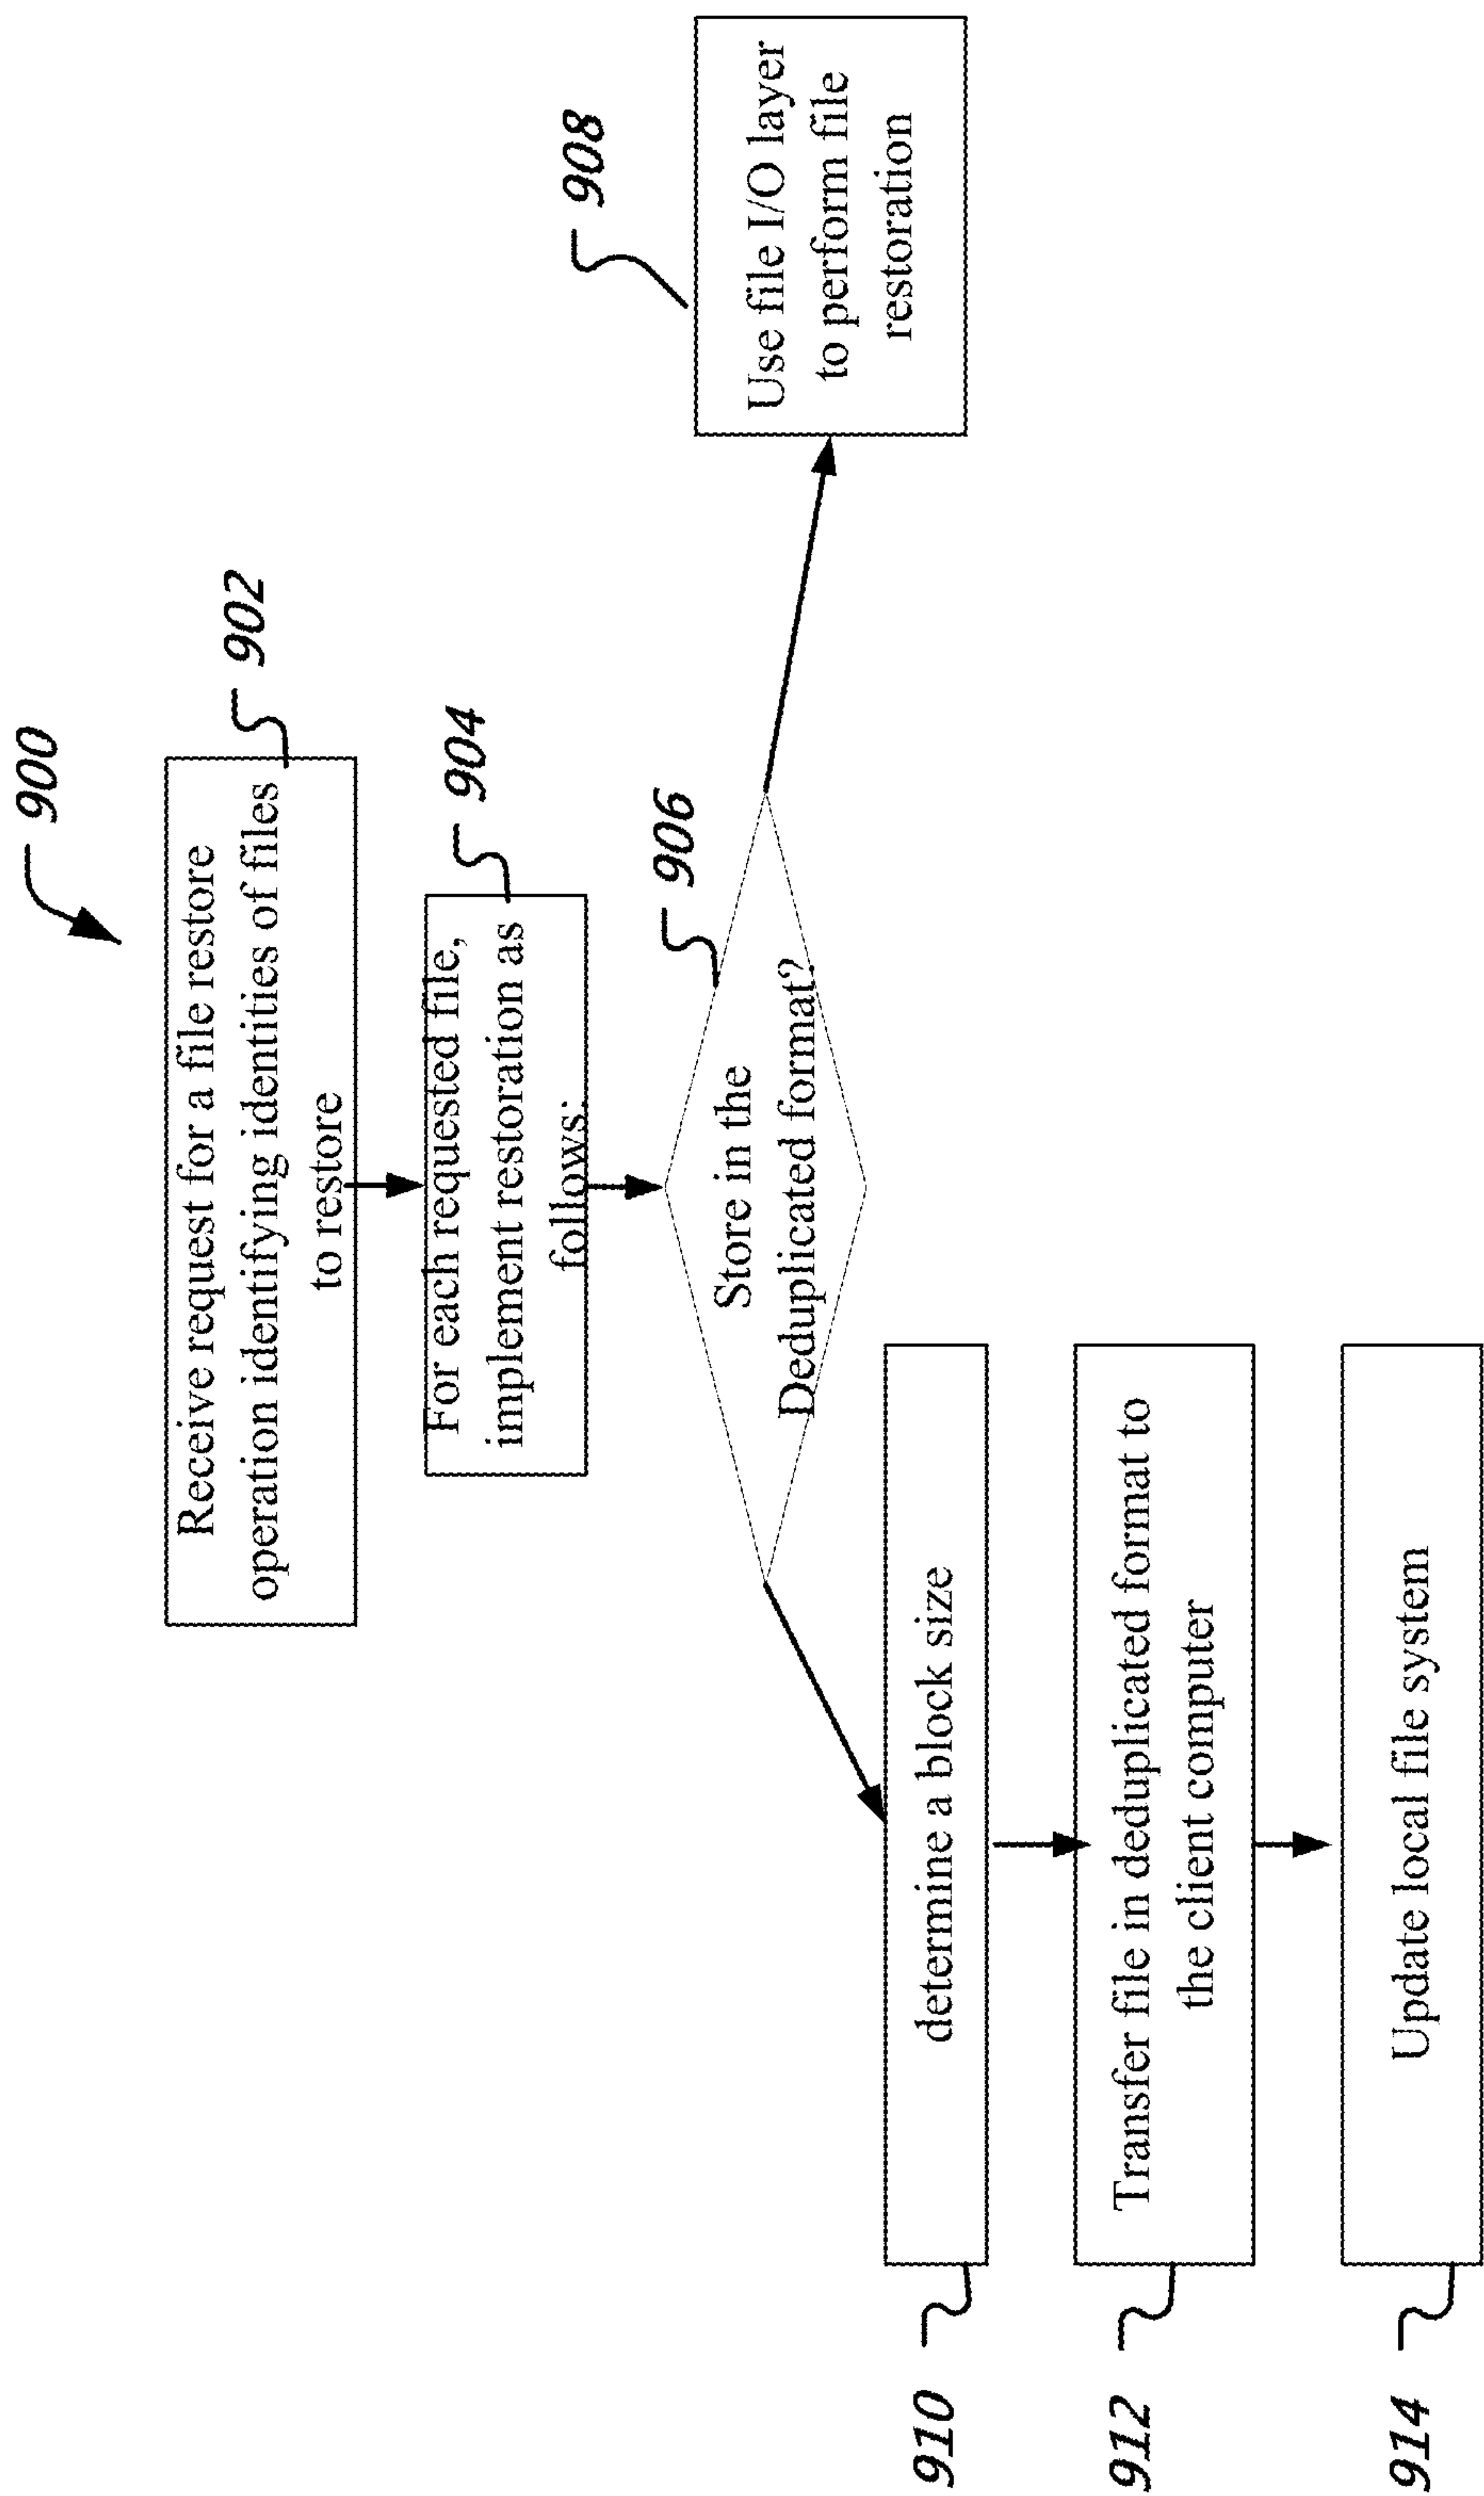 900
902
Receive request for a file restore
operation identifying identities of files
to restore
904
For each requested file,
implement restoration as
follows:
906
Store in the
Deduplicated format?
908
Use file I/O layer
to perform file
restoration
910
determine a block size
912
Transfer file in deduplicated format to
the client computer
914
Update local file system